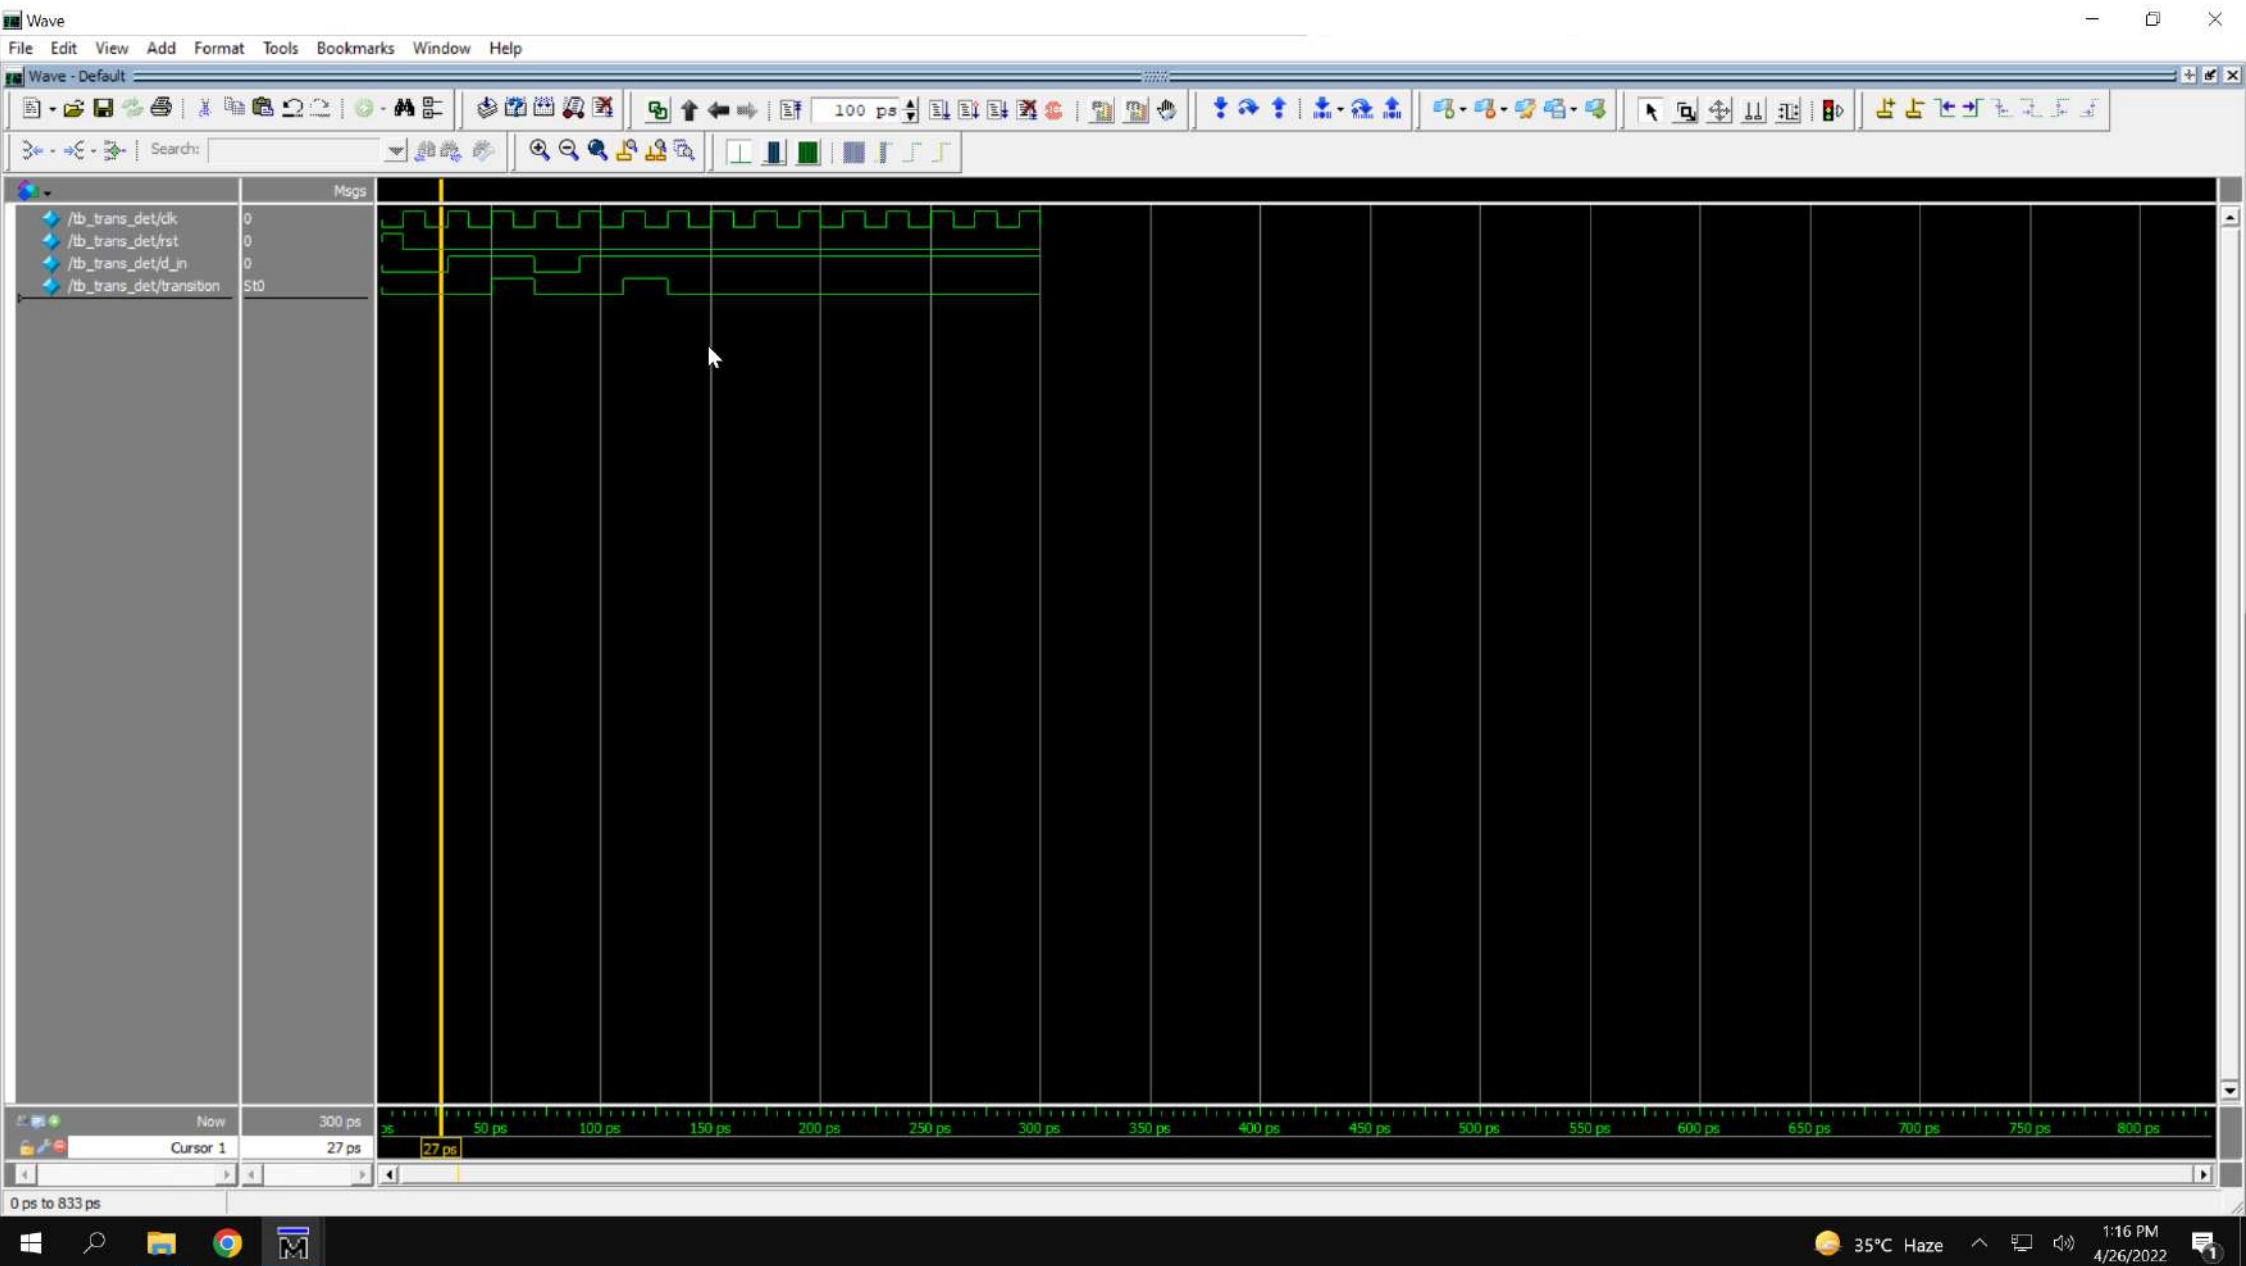 Wave
File Edit View Add Format Tools Bookmarks Window Help
Wave - Default
100 ps
Search:
Msgs
/tb_trans_det/clk 0
/tb_trans_det/rst 0
/tb_trans_det/d_in 0
/tb_trans_det/transition St0
Now 300 ps
ps 50 ps 100 ps 150 ps 200 ps 250 ps 300 ps 350 ps 400 ps 450 ps 500 ps 550 ps 600 ps 650 ps 700 ps 750 ps 800 ps
Cursor 1 27 ps 27 ps
0 ps to 833 ps
35°C Haze
1:16 PM
4/26/2022
1